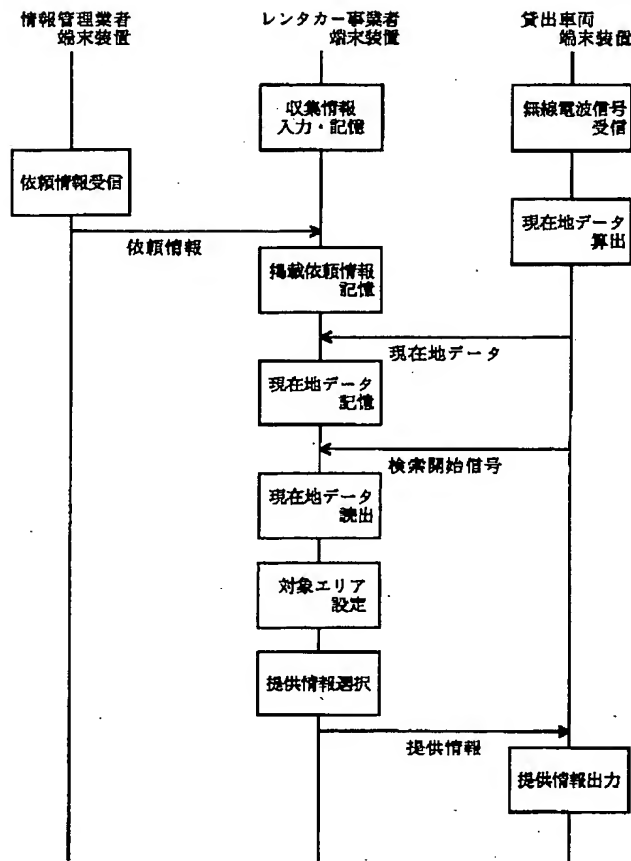 情報管理業者
端末装置
レンタカー事業者
端末装置
貸出車両
端末装置
収集情報
入力・記憶
無線電波信号
受信
依頼情報受信
現在地データ
算出
依頼情報
掲載依頼情報
記憶
現在地データ
現在地データ
記憶
検索開始信号
現在地データ
読出
対象エリア
設定
提供情報選択
提供情報
提供情報出力